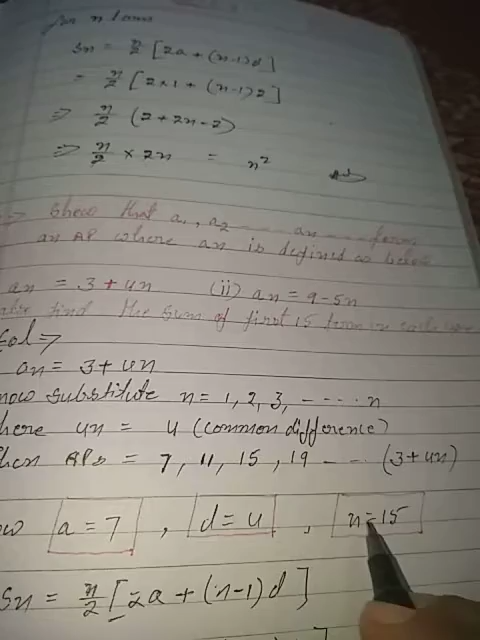 for n terms
Sn = n/2 [2a + (n-1)d]
= n/2 [2×1 + (n-1)2]
⇒ n/2 (2 + 2n - 2)
⇒ n/2 × 2n = n²
⇒ Show that a₁, a₂ ---- an ---- form
an AP where an is defined as below
an = 3 + 4n (ii) an = 9 - 5n
find the sum of first 15 term in each case
Sol ⇒
an = 3 + 4n
now substitute n = 1, 2, 3, ----- n
here 4n = 4 (common difference)
then APs = 7, 11, 15, 19 --- (3 + 4n)
a = 7 , d = 4 , n = 15
Sn = n/2 [2a + (n-1)d]